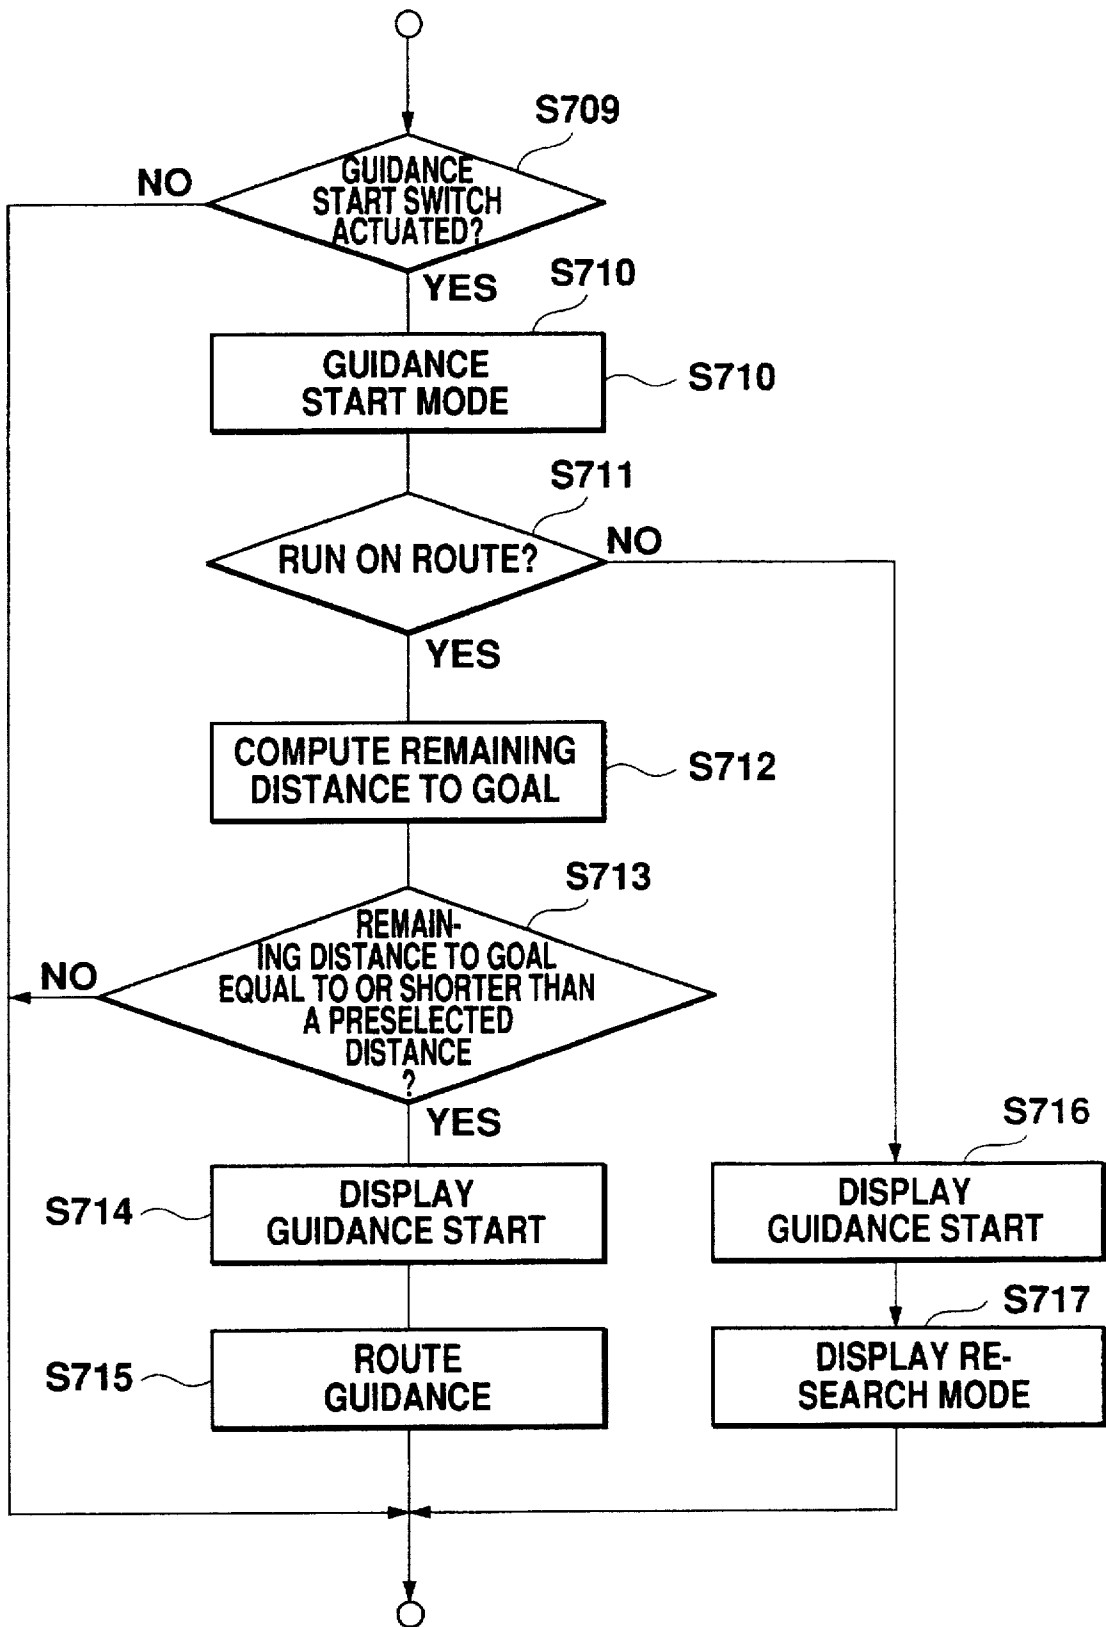 S709
GUIDANCE
START SWITCH
ACTUATED?
NO
YES
S710
GUIDANCE
START MODE
S710
S711
RUN ON ROUTE?
NO
YES
COMPUTE REMAINING
DISTANCE TO GOAL
S712
S713
REMAIN-
ING DISTANCE TO GOAL
EQUAL TO OR SHORTER THAN
A PRESELECTED
DISTANCE
?
NO
YES
S714
DISPLAY
GUIDANCE START
S716
DISPLAY
GUIDANCE START
S715
ROUTE
GUIDANCE
S717
DISPLAY RE-
SEARCH MODE